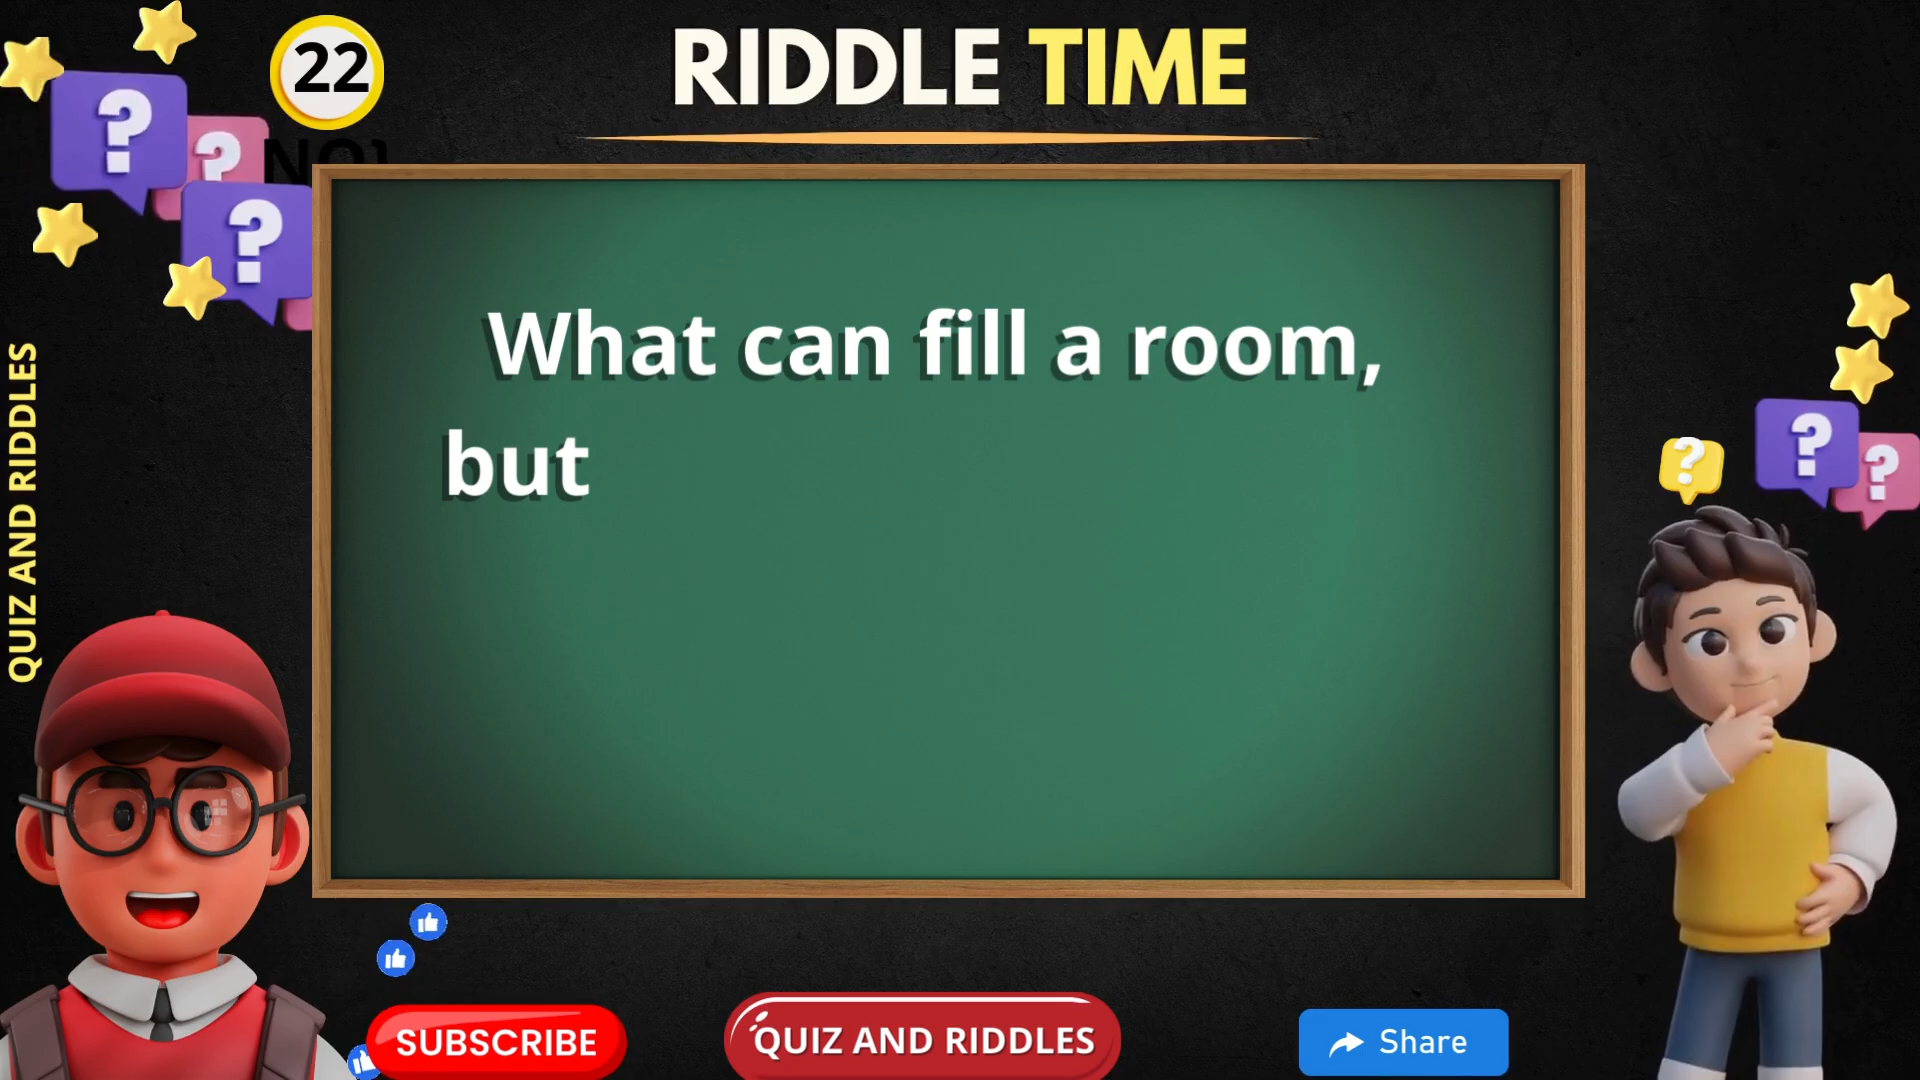 22
RIDDLE TIME
What can fill a room,
but
QUIZ AND RIDDLES
SUBSCRIBE
QUIZ AND RIDDLES
Share